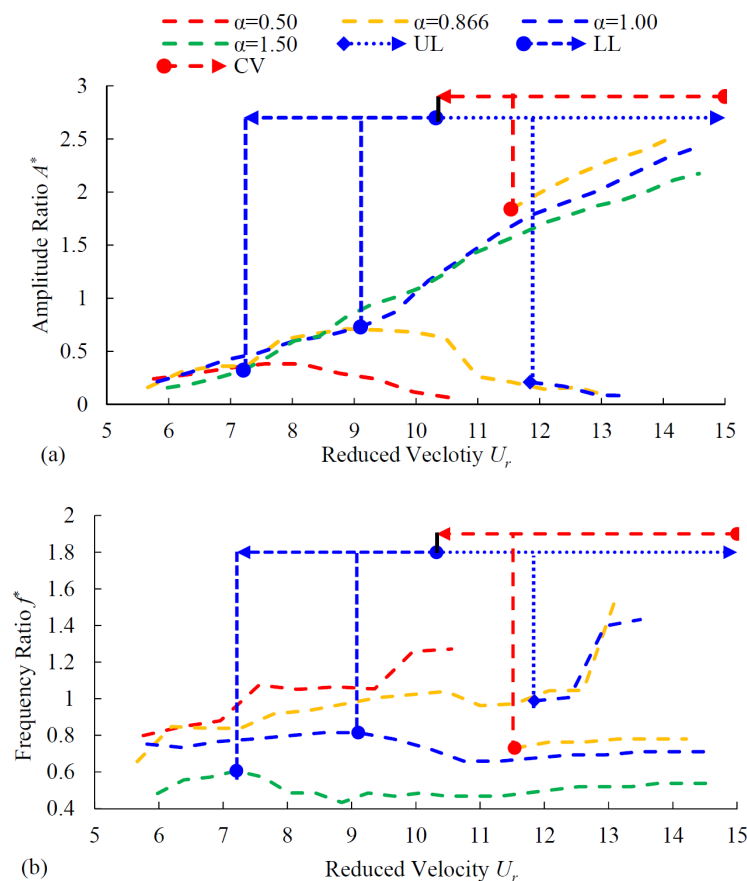 α=0.50 α=0.866 α=1.00
α=1.50 UL LL
CV
3
2.5
2
1.5
1
0.5
0
Amplitude Ratio A*
5 6 7 8 9 10 11 12 13 14 15
(a) Reduced Veclotiy Ur
2
1.8
1.6
1.4
1.2
1
0.8
0.6
0.4
Frequency Ratio f*
5 6 7 8 9 10 11 12 13 14 15
(b) Reduced Velocity Ur